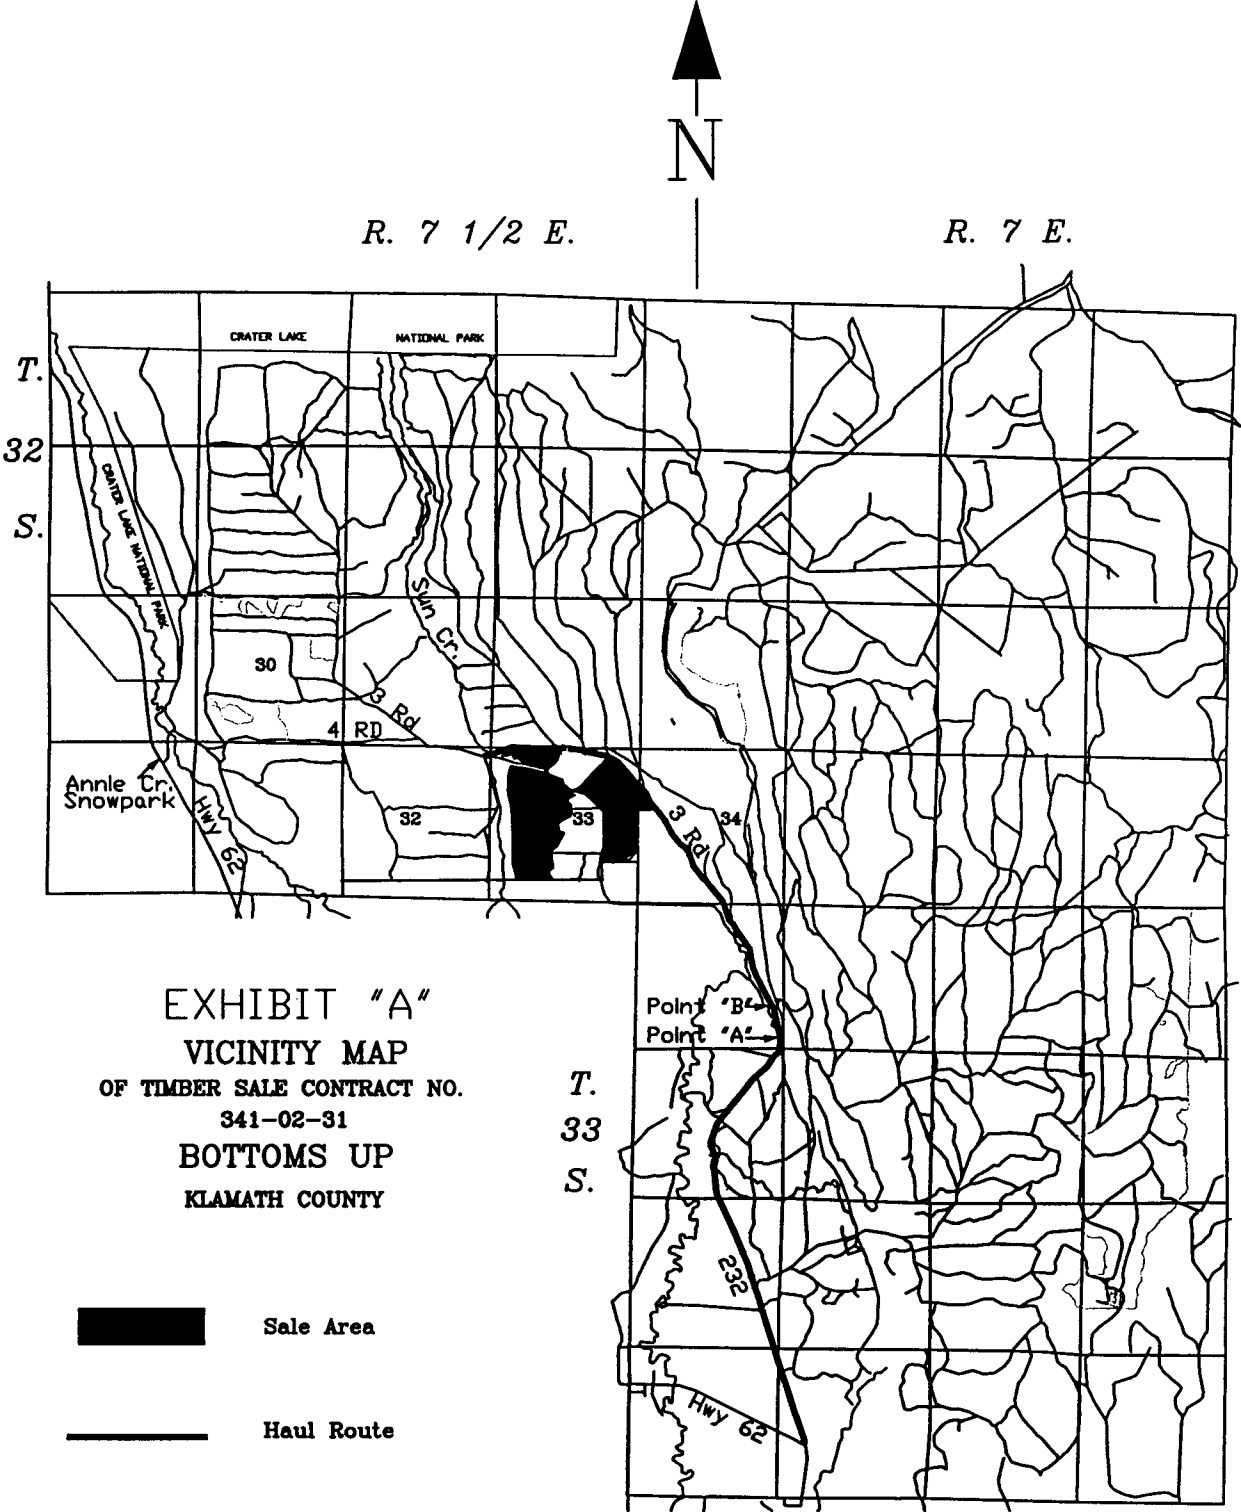 N
R. 7 1/2 E.
R. 7 E.
CRATER LAKE
NATIONAL PARK
T.
32
S.
CRATER LAKE NATIONAL PARK
Sun Cr.
30
3 Rd
4 RD
Annie Cr.
Snowpark
Hwy 62
32
33
3 Rd
34
Point "B"
Point "A"
EXHIBIT "A"
VICINITY MAP
OF TIMBER SALE CONTRACT NO.
341-02-31
BOTTOMS UP
KLAMATH COUNTY
T.
33
S.
232
Sale Area
Hwy 62
Haul Route